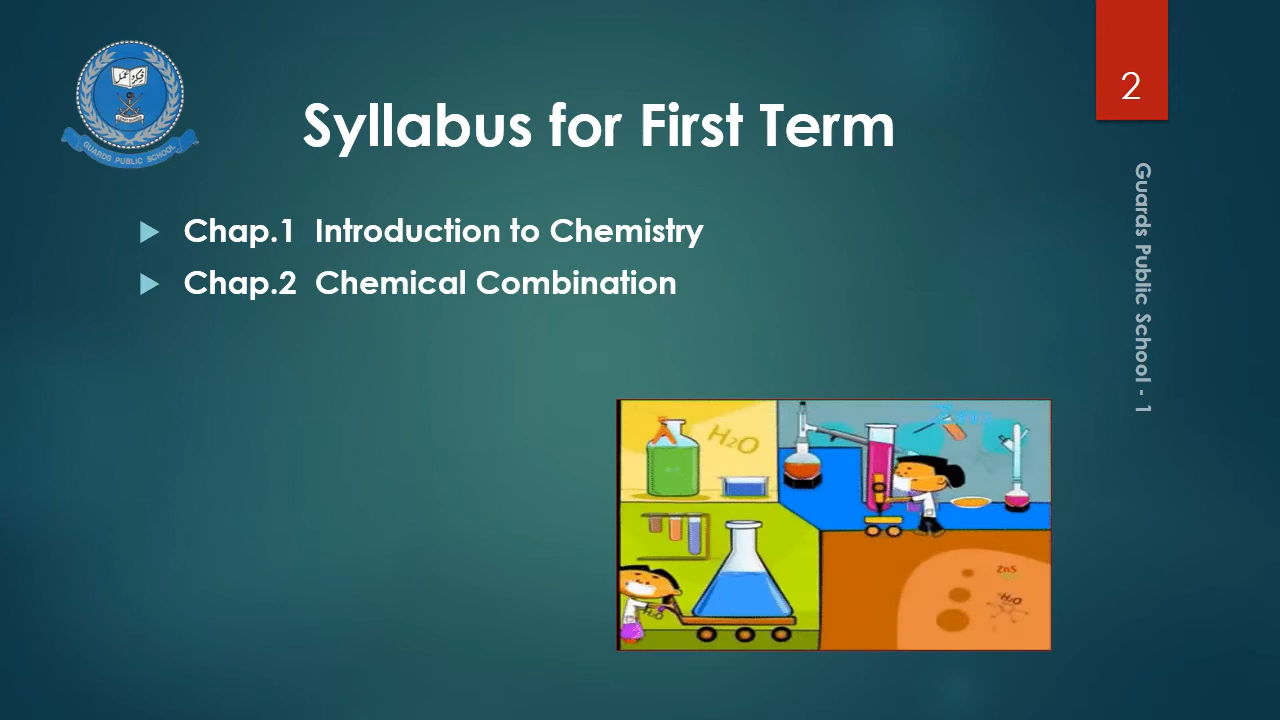 2
Syllabus for First Term
GUARDS PUBLIC SCHOOL
Chap.1 Introduction to Chemistry
Chap.2 Chemical Combination
Guards Public School - 1
H₂O
ZnS
H₂O